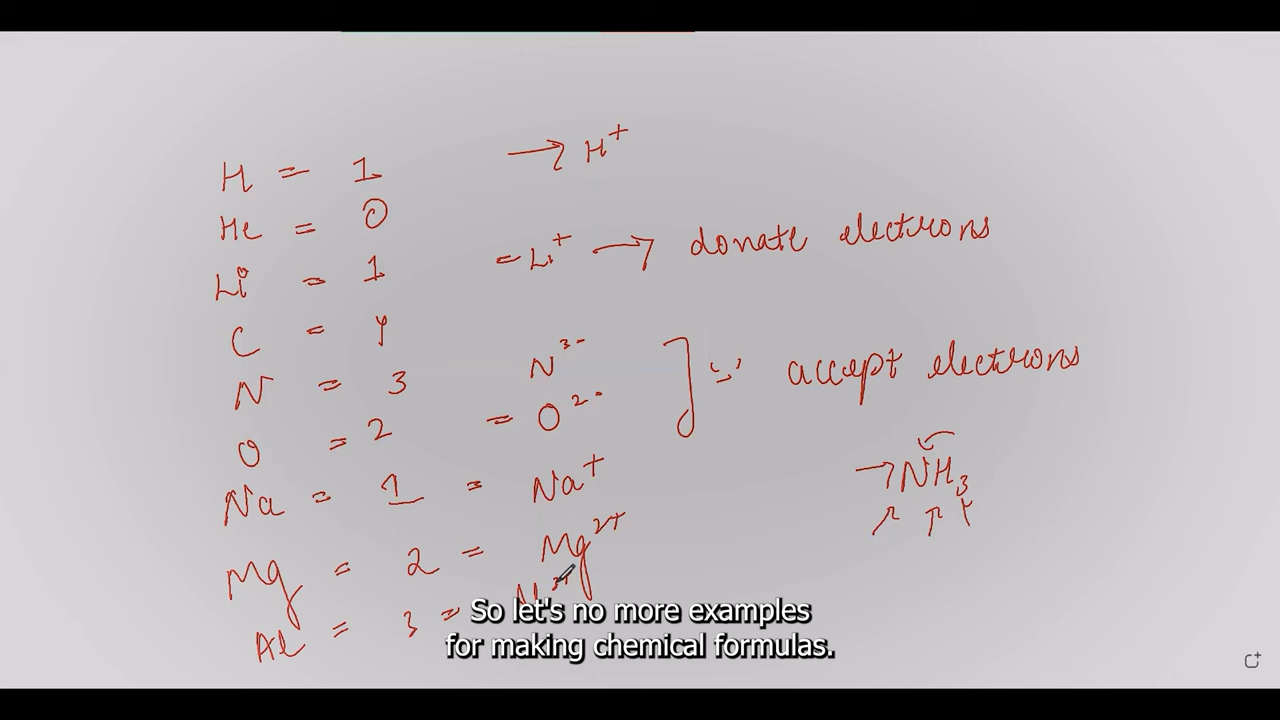 H = 1 → H⁺
He = 0
Li = 1 = Li⁺ → donate electrons
C = 4
N = 3 N³⁻
O = 2 = O²⁻
accept electrons
Na = 1 = Na⁺
→ NH₃
Mg = 2 = Mg²⁺
Al = 3 = Al³⁺
So let's no more examples
for making chemical formulas.